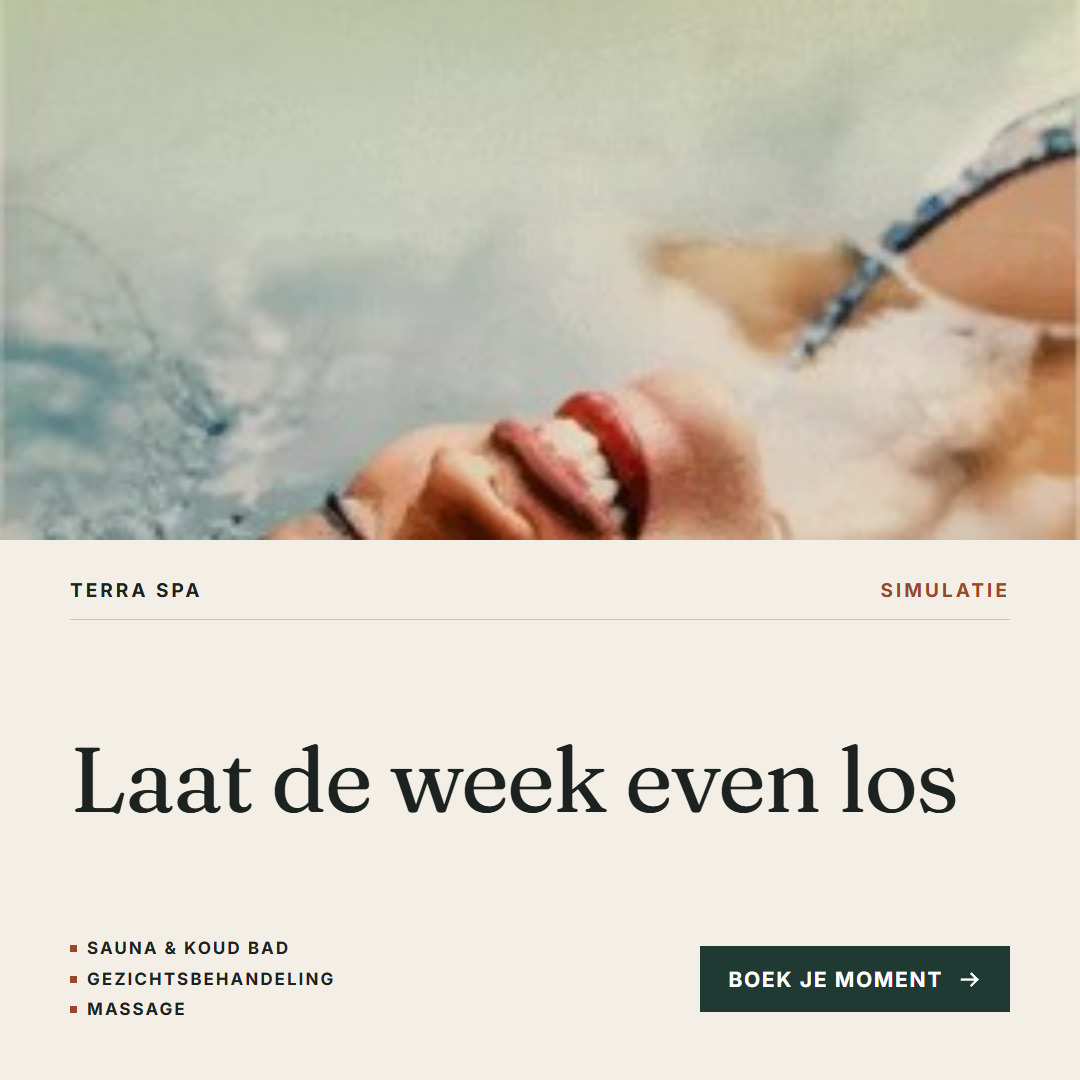 TERRA SPA
SIMULATIE
Laat de week even los
SAUNA & KOUD BAD
GEZICHTSBEHANDELING
MASSAGE
BOEK JE MOMENT →